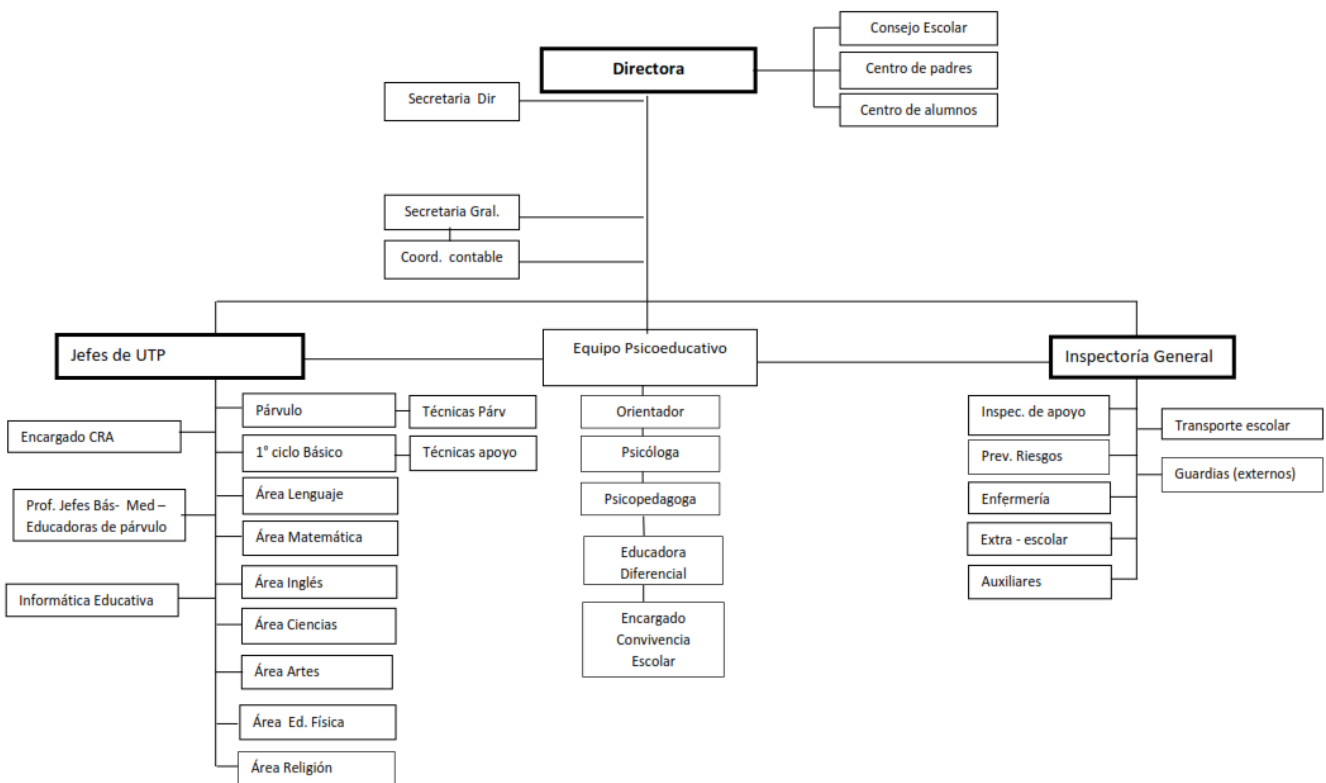 Consejo Escolar
Directora
Centro de padres
Secretaria Dir
Centro de alumnos
Secretaria Gral.
Coord. contable
Jefes de UTP
Equipo Psicoeducativo
Inspectoría General
Párvulo
Técnicas Párv
Orientador
Inspec. de apoyo
Transporte escolar
Encargado CRA
1° ciclo Básico
Técnicas apoyo
Psicóloga
Prev. Riesgos
Guardias (externos)
Área Lenguaje
Psicopedagoga
Enfermería
Prof. Jefes Bás- Med –
Educadoras de párvulo
Área Matemática
Educadora
Diferencial
Extra - escolar
Área Inglés
Auxiliares
Informática Educativa
Área Ciencias
Encargado
Convivencia
Escolar
Área Artes
Área Ed. Física
Área Religión